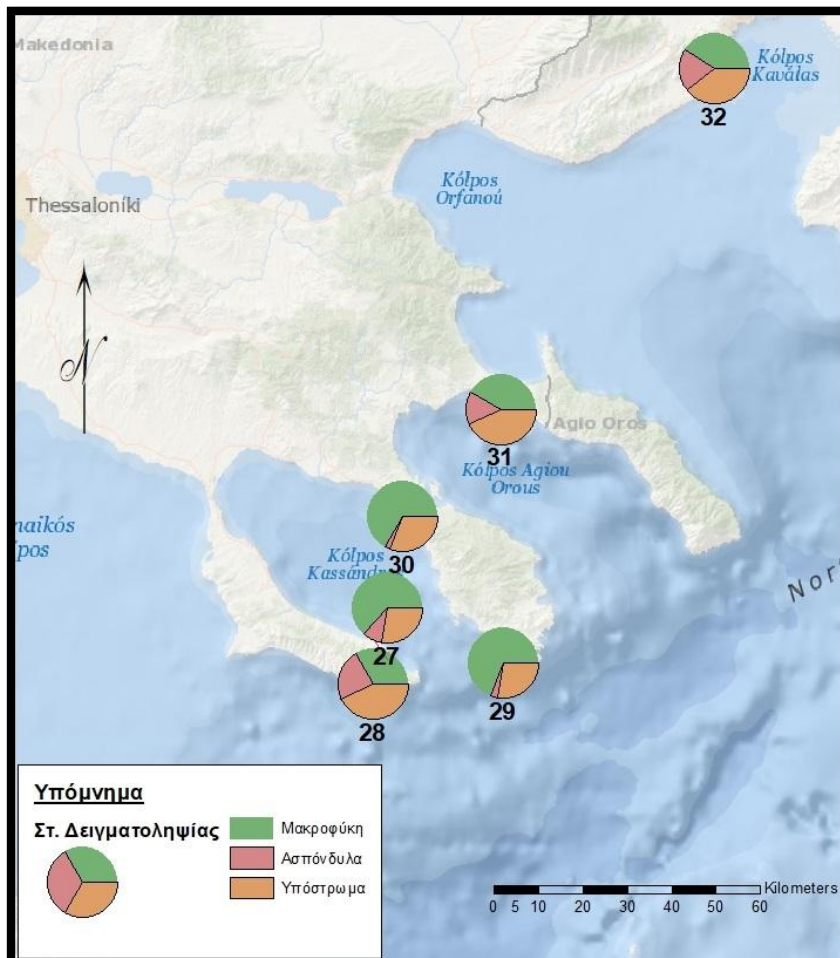 Makedonia
Kólpos
Kaválas
32
Kólpos
Orfanoú
Thessaloníki
N
Agio Oros
31
Kólpos Agiou
Orous
30
Kólpos
27
28
29
Υπόμνημα
Στ. Δειγματοληψίας
Μακροφύκη
Ασπόνδυλα
Υπόστρωμα
Kilometers
0 5 10 20 30 40 50 60